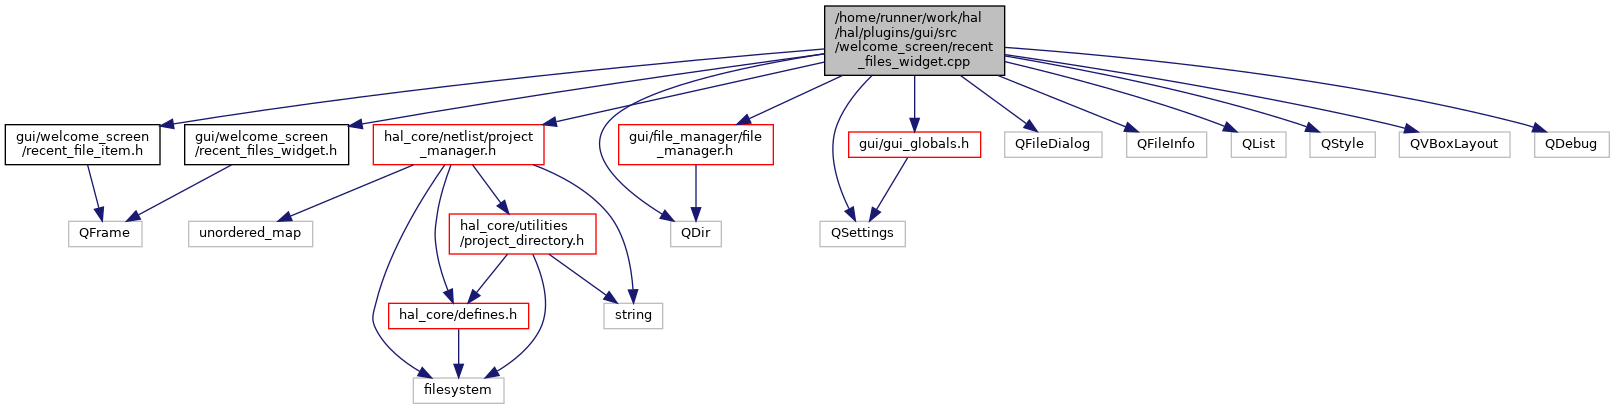 /home/runner/work/hal
/hal/plugins/gui/src
/welcome_screen/recent
_files_widget.cpp
gui/welcome_screen
/recent_file_item.h
gui/welcome_screen
/recent_files_widget.h
hal_core/netlist/project
_manager.h
gui/file_manager/file
_manager.h
gui/gui_globals.h
QFileDialog
QFileInfo
QList
QStyle
QVBoxLayout
QDebug
QFrame
unordered_map
hal_core/utilities
/project_directory.h
QDir
QSettings
hal_core/defines.h
string
filesystem